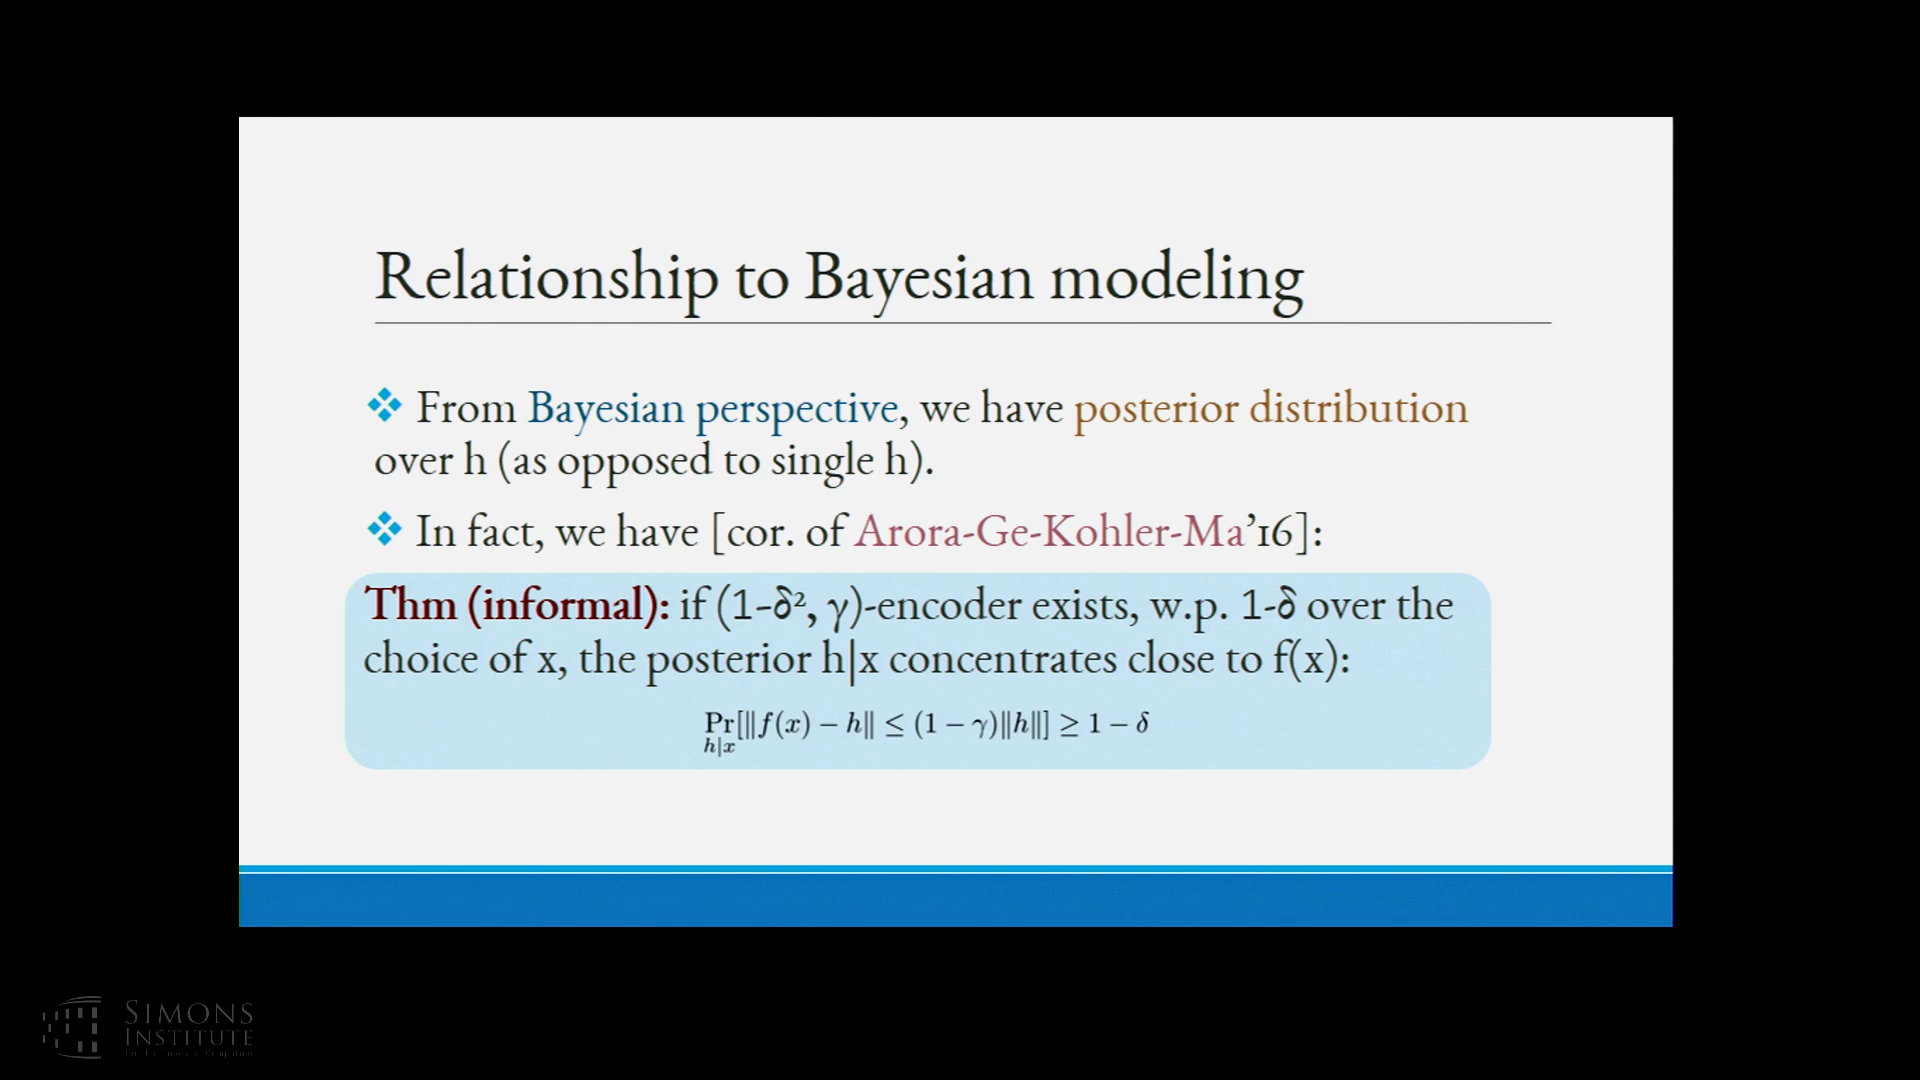 Relationship to Bayesian modeling
❖ From Bayesian perspective, we have posterior distribution
over h (as opposed to single h).
❖ In fact, we have [cor. of Arora-Ge-Kohler-Ma’16]:
Thm (informal): if (1-δ², γ)-encoder exists, w.p. 1-δ over the
choice of x, the posterior h|x concentrates close to f(x):
Pr[‖f(x) − h‖ ≤ (1 − γ)‖h‖] ≥ 1 − δ
h|x
SIMONS
INSTITUTE